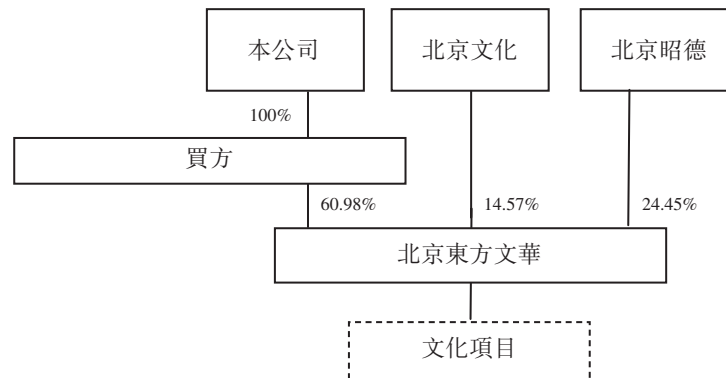 本公司
北京文化
北京昭德
100%
買方
60.98%
14.57%
24.45%
北京東方文華
文化項目